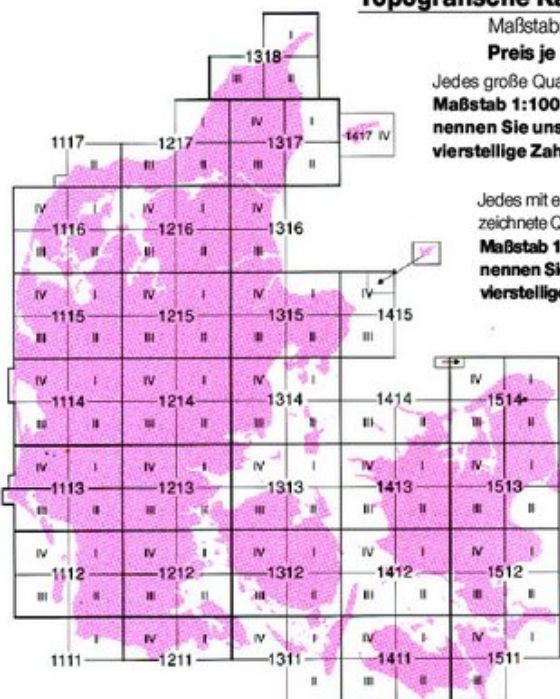 Topografische Ka
Maßstab
Preis je
Jedes große Qua
Maßstab 1:100
nennen Sie uns
vierstellige Zah
Jedes mit e
zeichnete Q
Maßstab 1
nennen Si
vierstellige
I
1318
III II
I IV I
1117 1217 1317 1417 IV
II III II III II
IV I IV I IV
1116 1216 1316
III II III II III
IV I IV I IV I IV
1115 1215 1315 1415
III II III II III II III
IV I IV I IV I IV I
1114 1214 1314 1414 1514
III II III II III II III II III II
IV I IV I IV I IV I IV I
1113 1213 1313 1413 1513
III II III II III II III II III II
IV I IV I IV I IV I IV I
1112 1212 1312 1412 1512
III II III II III II III II III II
I IV I IV I IV I IV I
1111 1211 1311 1411 1511
II III II III